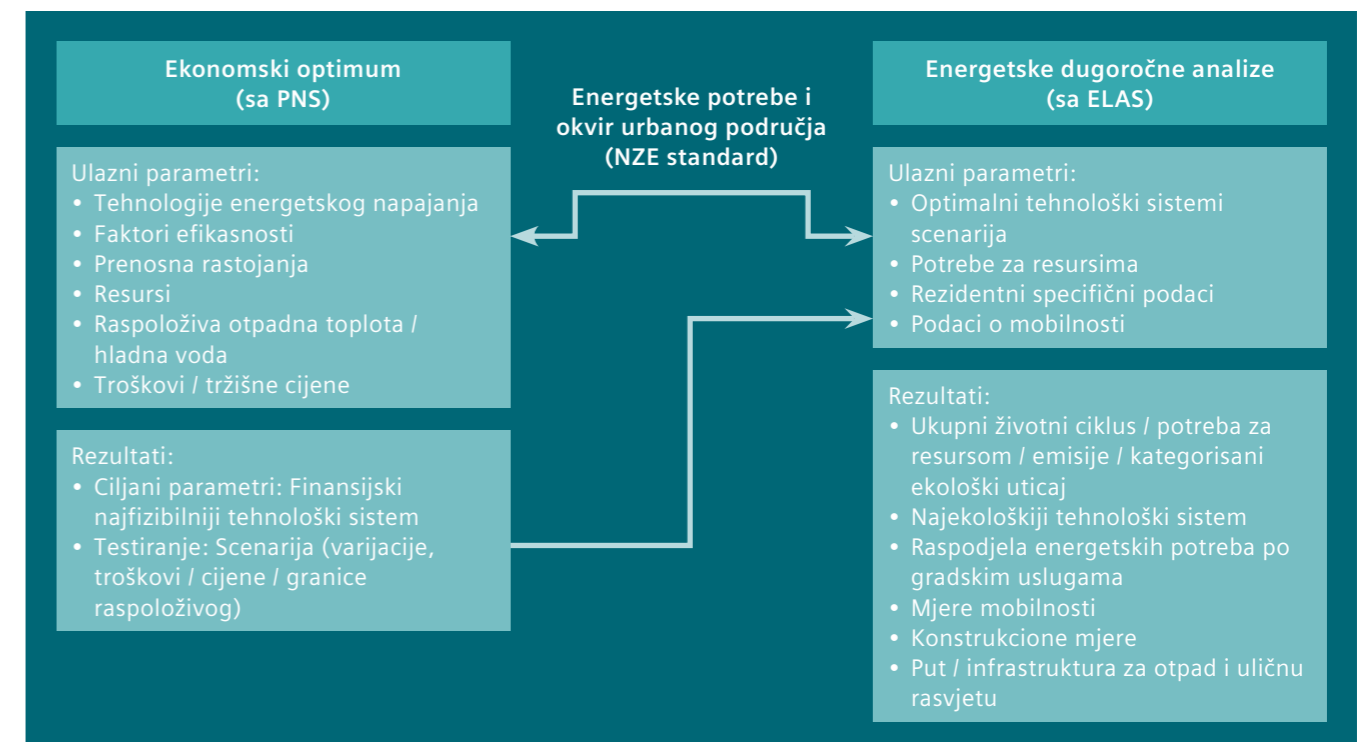 Ekonomski optimum
(sa PNS)
Ulazni parametri:
• Tehnologije energetskog napajanja
• Faktori efikasnosti
• Prenosna rastojanja
• Resursi
• Raspoloživa otpadna toplota /
hladna voda
• Troškovi / tržišne cijene
Rezultati:
• Ciljani parametri: Finansijski
najfizibilniji tehnološki sistem
• Testiranje: Scenarija (varijacije,
troškovi / cijene / granice
raspoloživog)
Energetske potrebe i
okvir urbanog područja
(NZE standard)
Energetske dugoročne analize
(sa ELAS)
Ulazni parametri:
• Optimalni tehnološki sistemi
scenarija
• Potrebe za resursima
• Rezidentni specifični podaci
• Podaci o mobilnosti
Rezultati:
• Ukupni životni ciklus / potreba za
resursom / emisije / kategorisani
ekološki uticaj
• Najekološkiji tehnološki sistem
• Raspodjela energetskih potreba po
gradskim uslugama
• Mjere mobilnosti
• Konstrukcione mjere
• Put / infrastruktura za otpad i uličnu
rasvjetu